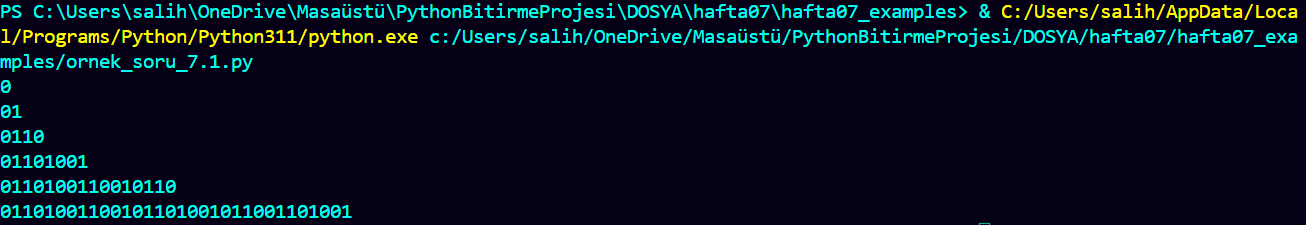 PS C:\Users\salih\OneDrive\Masaüstü\PythonBitirmeProjesi\DOSYA\hafta07\hafta07_examples> & C:/Users/salih/AppData/Loca
l/Programs/Python/Python311/python.exe c:/Users/salih/OneDrive/Masaüstü/PythonBitirmeProjesi/DOSYA/hafta07/hafta07_exa
mples/ornek_soru_7.1.py
0
01
0110
01101001
0110100110010110
01101001100101101001011001101001